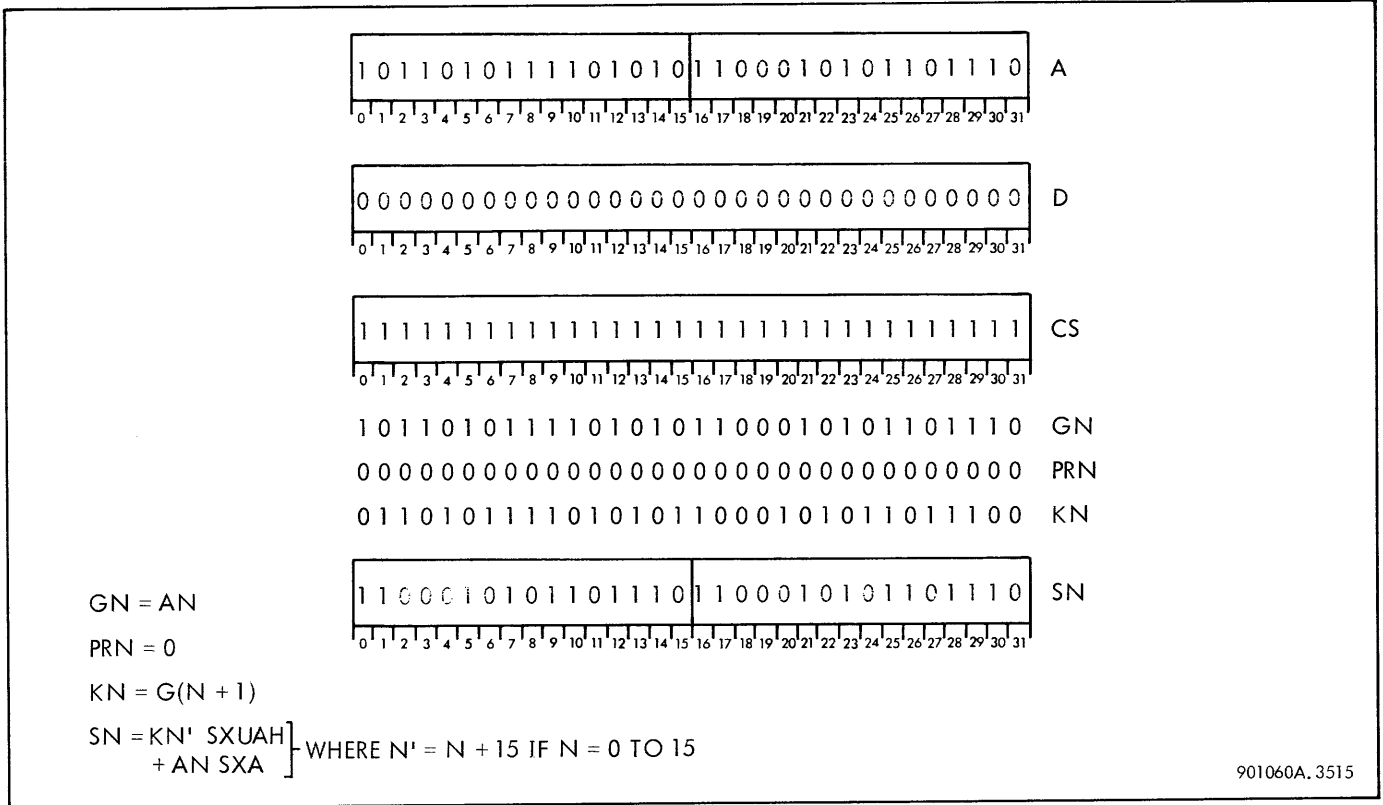 1 0 1 1 0 1 0 1 1 1 1 0 1 0 1 0 1 1 0 0 0 1 0 1 0 1 1 0 1 1 1 0 A
0 1 2 3 4 5 6 7 8 9 10 11 12 13 14 15 16 17 18 19 20 21 22 23 24 25 26 27 28 29 30 31
0 0 0 0 0 0 0 0 0 0 0 0 0 0 0 0 0 0 0 0 0 0 0 0 0 0 0 0 0 0 0 0 D
0 1 2 3 4 5 6 7 8 9 10 11 12 13 14 15 16 17 18 19 20 21 22 23 24 25 26 27 28 29 30 31
1 1 1 1 1 1 1 1 1 1 1 1 1 1 1 1 1 1 1 1 1 1 1 1 1 1 1 1 1 1 1 1 CS
0 1 2 3 4 5 6 7 8 9 10 11 12 13 14 15 16 17 18 19 20 21 22 23 24 25 26 27 28 29 30 31
1 0 1 1 0 1 0 1 1 1 1 0 1 0 1 0 1 1 0 0 0 1 0 1 0 1 1 0 1 1 1 0 GN
0 0 0 0 0 0 0 0 0 0 0 0 0 0 0 0 0 0 0 0 0 0 0 0 0 0 0 0 0 0 0 0 PRN
0 1 1 0 1 0 1 1 1 1 0 1 0 1 0 1 1 0 0 0 1 0 1 0 1 1 0 1 1 1 0 0 KN
1 1 0 0 0 1 0 1 0 1 1 0 1 1 1 0 1 1 0 0 0 1 0 1 0 1 1 0 1 1 1 0 SN
0 1 2 3 4 5 6 7 8 9 10 11 12 13 14 15 16 17 18 19 20 21 22 23 24 25 26 27 28 29 30 31
GN = AN
PRN = 0
KN = G(N + 1)
SN = KN' SXUAH
+ AN SXA
WHERE N' = N + 15 IF N = 0 TO 15
901060A. 3515